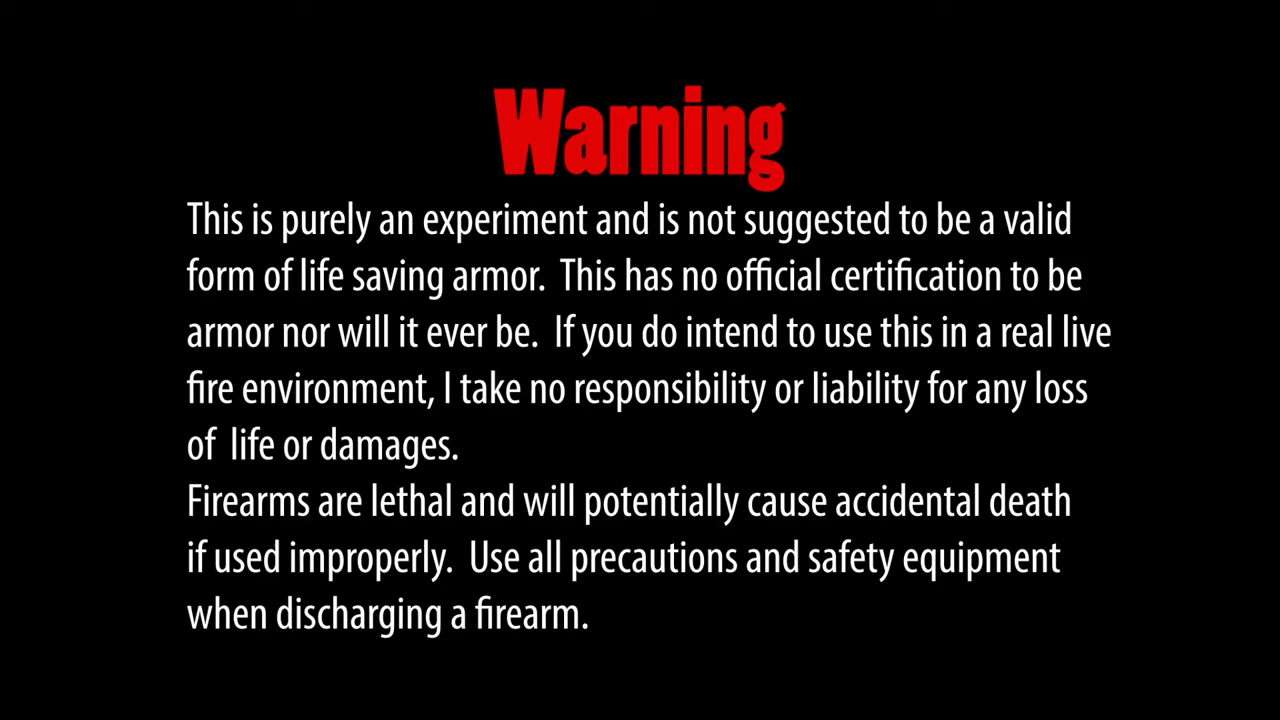 Warning
This is purely an experiment and is not suggested to be a valid
form of life saving armor.  This has no official certification to be
armor nor will it ever be.  If you do intend to use this in a real live
fire environment, I take no responsibility or liability for any loss
of  life or damages.
Firearms are lethal and will potentially cause accidental death
if used improperly.  Use all precautions and safety equipment
when discharging a firearm.